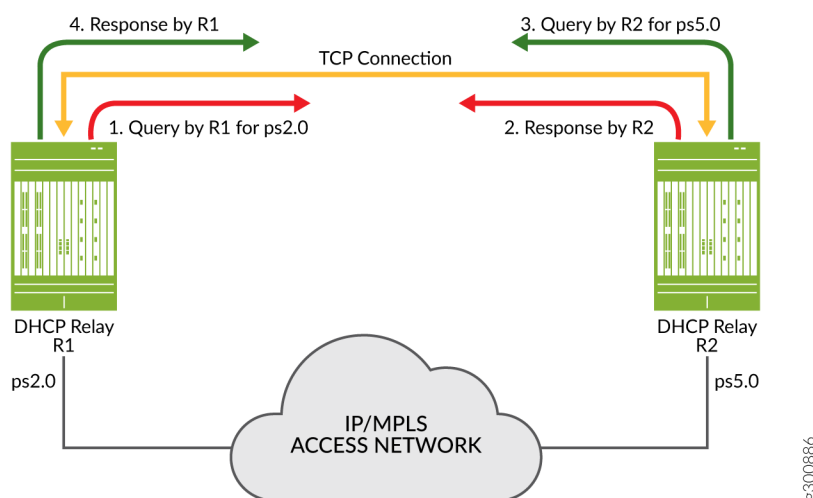 4. Response by R1
3. Query by R2 for ps5.0
TCP Connection
1. Query by R1 for ps2.0
2. Response by R2
DHCP Relay
R1
DHCP Relay
R2
ps2.0
ps5.0
IP/MPLS
ACCESS NETWORK